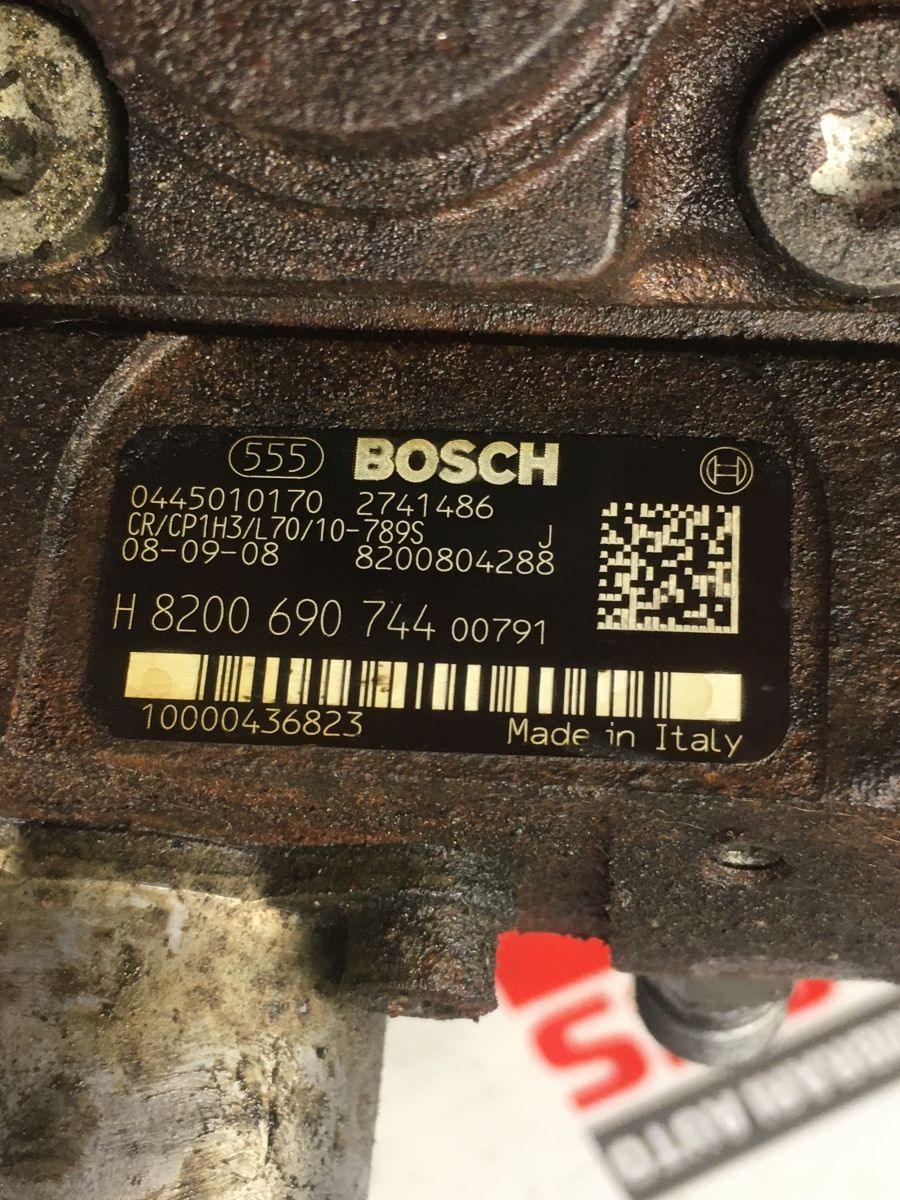 555 BOSCH
0445010170 2741486
CR/CP1H3/L70/10-789S J
08-09-08 8200804288
H 8200 690 744 00791
10000436823 Made in Italy
AUTO